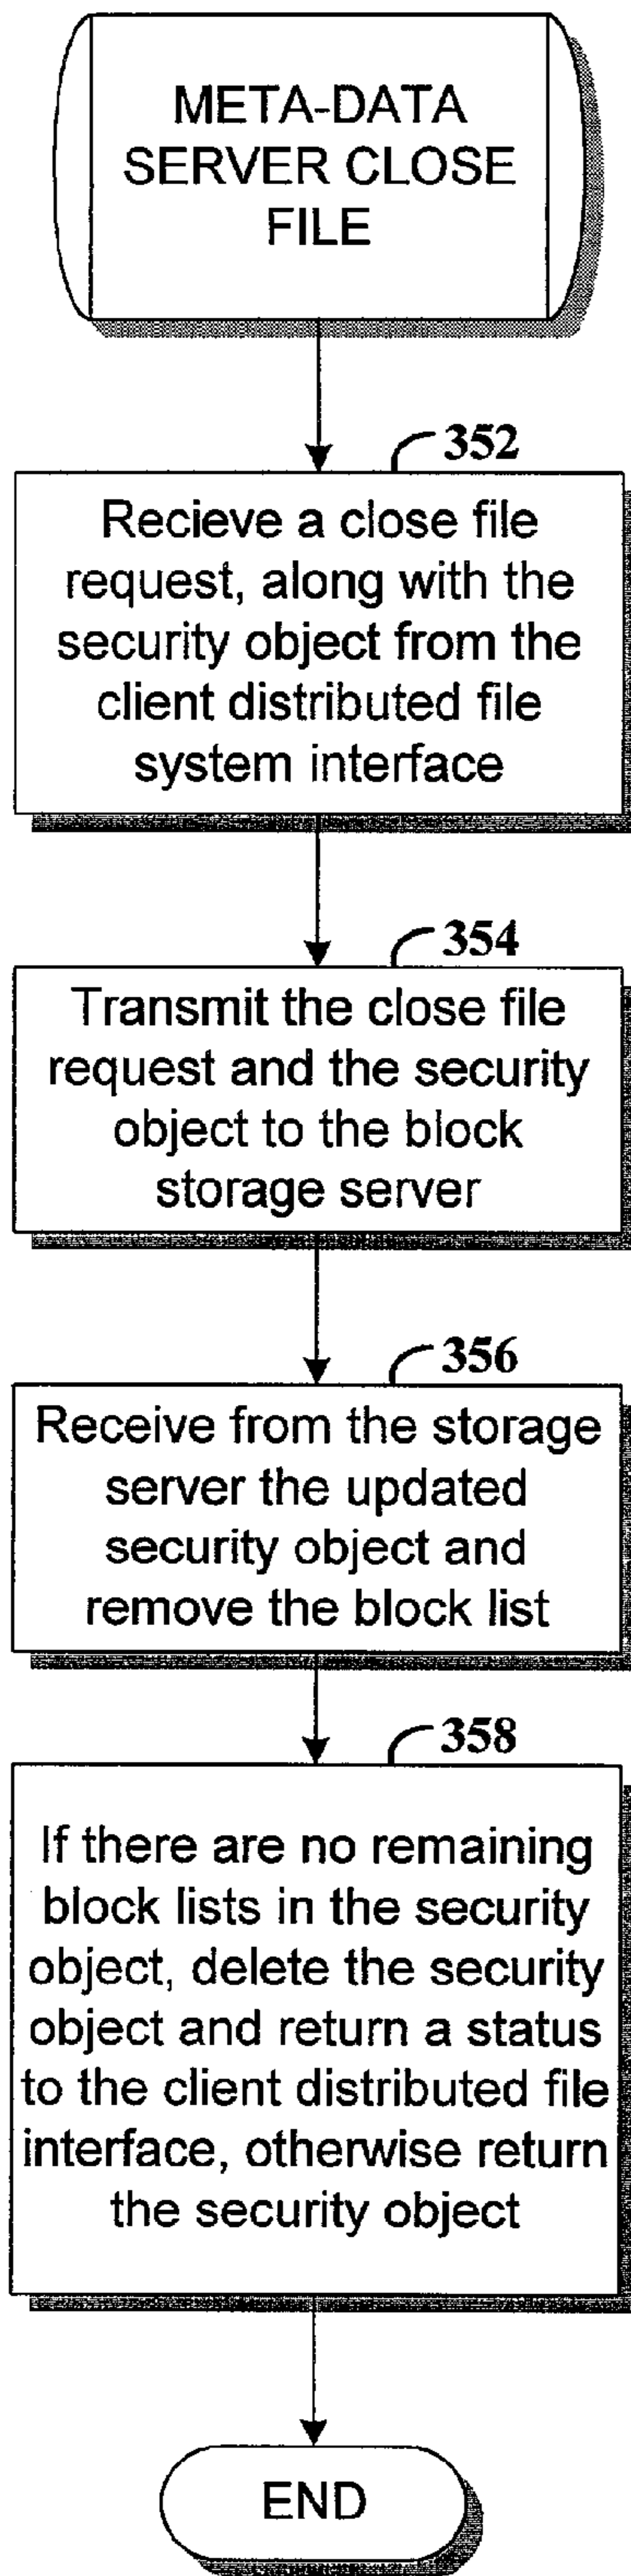 META-DATA
SERVER CLOSE
FILE
352
Recieve a close file
request, along with the
security object from the
client distributed file
system interface
354
Transmit the close file
request and the security
object to the block
storage server
356
Receive from the storage
server the updated
security object and
remove the block list
358
If there are no remaining
block lists in the security
object, delete the security
object and return a status
to the client distributed file
interface, otherwise return
the security object
END